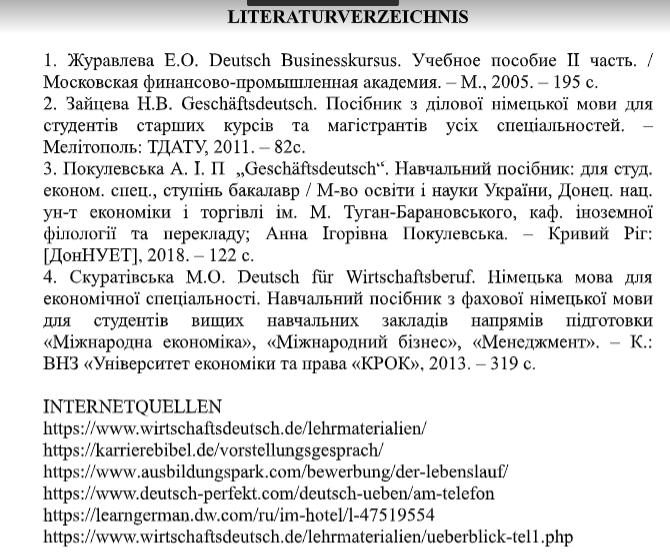 LITERATURVERZEICHNIS
1. Журавлева Е.О. Deutsch Businesskursus. Учебное пособие II часть. /
Московская финансово-промышленная академия. – М., 2005. – 195 с.
2. Зайцева Н.В. Geschäftsdeutsch. Посібник з ділової німецької мови для
студентів старших курсів та магістрантів усіх спеціальностей. –
Мелітополь: ТДАТУ, 2011. – 82с.
3. Покулевська А. І. П „Geschäftsdeutsch“. Навчальний посібник: для студ.
економ. спец., ступінь бакалавр / М-во освіти і науки України, Донец. нац.
ун-т економіки і торгівлі ім. М. Туган-Барановського, каф. іноземної
філології та перекладу; Анна Ігорівна Покулевська. – Кривий Ріг:
[ДонНУЕТ], 2018. – 122 с.
4. Скуратівська М.О. Deutsch für Wirtschaftsberuf. Німецька мова для
економічної спеціальності. Навчальний посібник з фахової німецької мови
для студентів вищих навчальних закладів напрямів підготовки
«Міжнародна економіка», «Міжнародний бізнес», «Менеджмент». – К.:
ВНЗ «Університет економіки та права «КРОК», 2013. – 319 с.
INTERNETQUELLEN
https://www.wirtschaftsdeutsch.de/lehrmaterialien/
https://karrierebibel.de/vorstellungsgesprach/
https://www.ausbildungspark.com/bewerbung/der-lebenslauf/
https://www.deutsch-perfekt.com/deutsch-ueben/am-telefon
https://learngerman.dw.com/ru/im-hotel/l-47519554
https://www.wirtschaftsdeutsch.de/lehrmaterialien/ueberblick-tel1.php